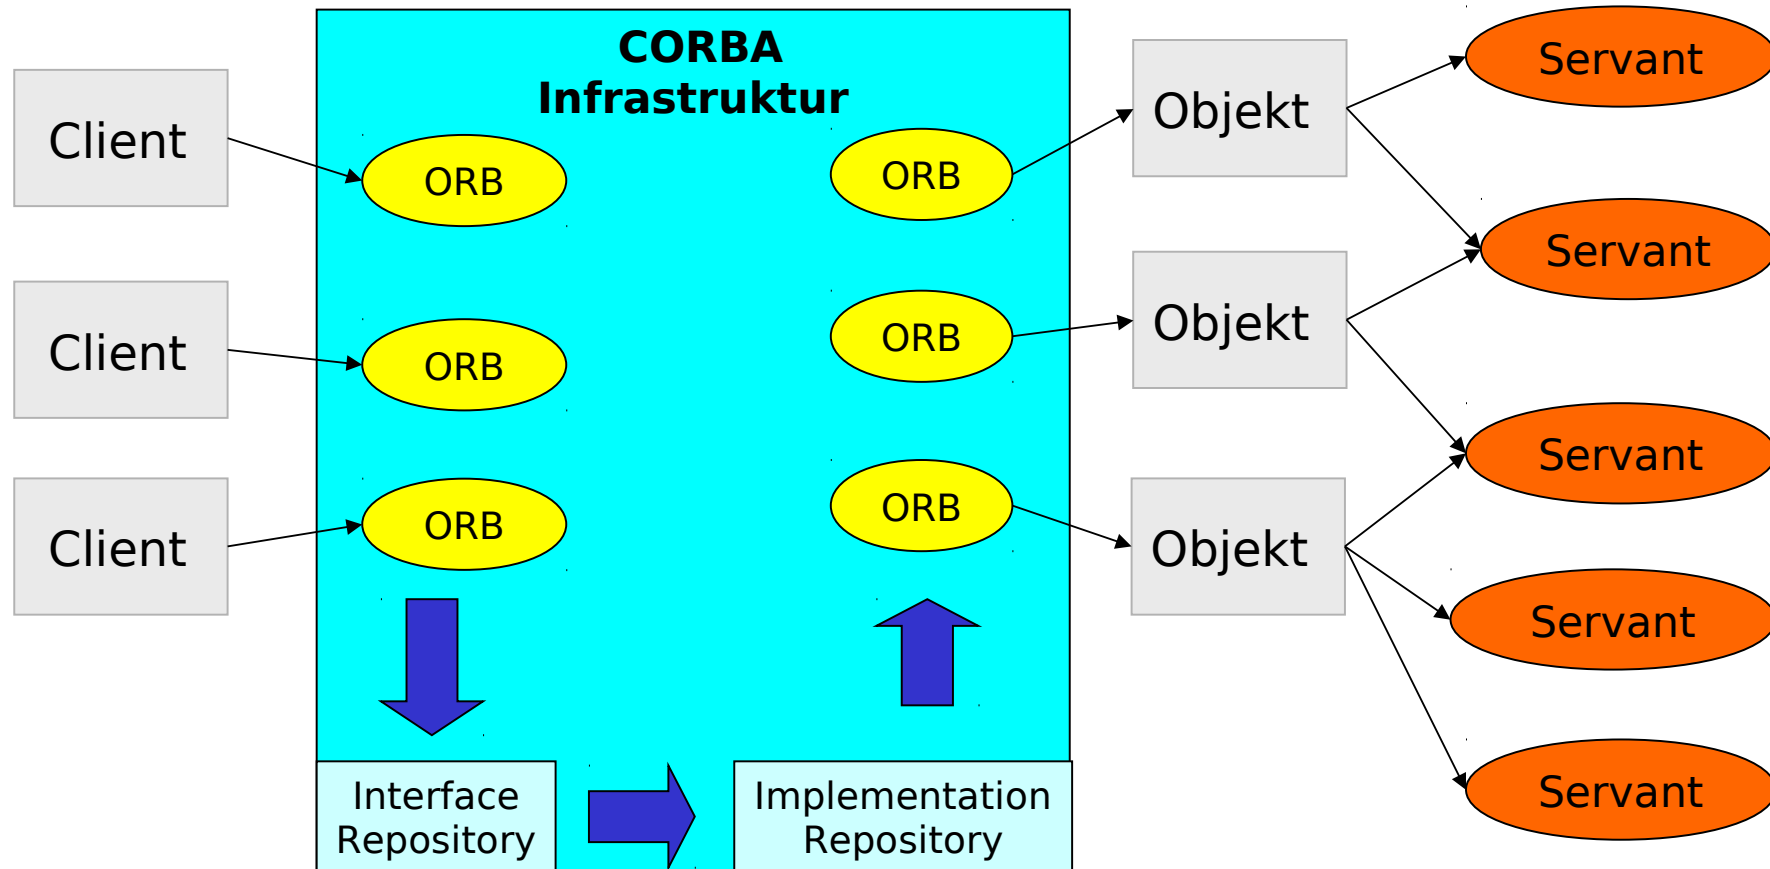 CORBA
Infrastruktur
Client
Client
Client
ORB
ORB
ORB
ORB
ORB
ORB
Interface
Repository
Implementation
Repository
Objekt
Objekt
Objekt
Servant
Servant
Servant
Servant
Servant